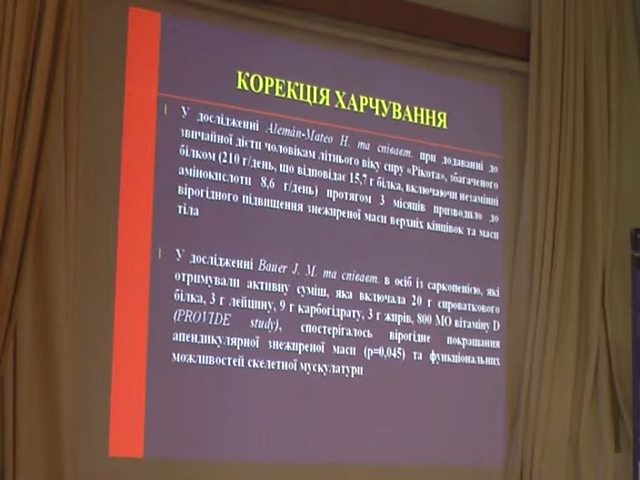 КОРЕКЦІЯ ХАРЧУВАННЯ
У дослідженні Alemán-Mateo H. та співавт. при додаванні до
звичайної дієти чоловікам літнього віку сиру «Рікота», збагаченого
білком (210 г/день, що відповідає 15,7 г білка, включаючи незамінні
амінокислоти 8,6 г/день) протягом 3 місяців призводило до
вірогідного підвищення знежиреної маси верхніх кінцівок та маси
тіла
У дослідженні Bauer J. M. та співавт. в осіб із саркопенією, які
отримували активну суміш, яка включала 20 г сироваткового
білка, 3 г лейцину, 9 г карбогідрату, 3 г жирів, 800 МО вітаміну D
(PROVIDE study), спостерігалось вірогідне покращання
апендикулярної знежиреної маси (р=0,045) та функціональних
можливостей скелетної мускулатури